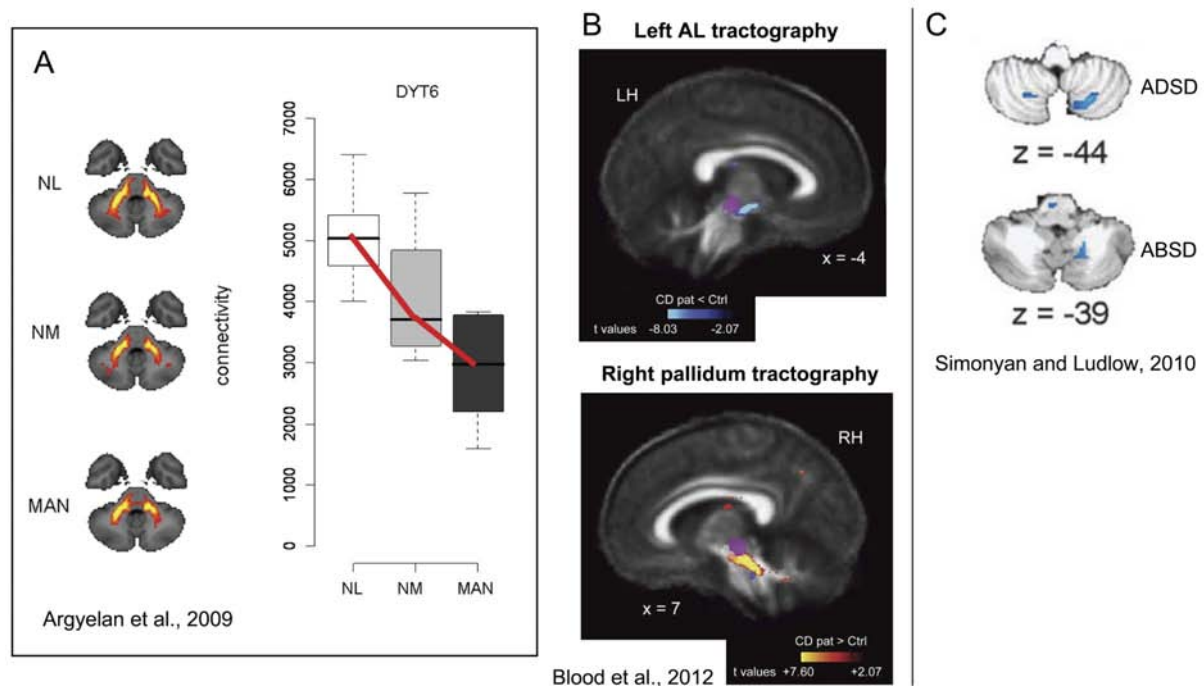 A
DYT6
NL
NM
MAN
connectivity
7000
6000
5000
4000
3000
2000
1000
0
NL
NM
MAN
Argyelan et al., 2009
B
Left AL tractography
LH
x = -4
CD pat < Ctrl
t values -8.03 -2.07
Right pallidum tractography
RH
x = 7
CD pat > Ctrl
t values +7.60 +2.07
Blood et al., 2012
C
ADSD
z = -44
ABSD
z = -39
Simonyan and Ludlow, 2010